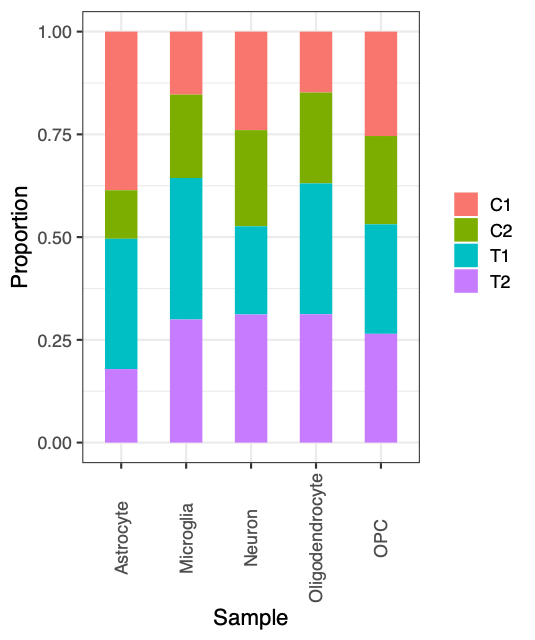 1.00
0.75
0.50
0.25
0.00
Proportion
Astrocyte
Microglia
Neuron
Oligodendrocyte
OPC
Sample
C1
C2
T1
T2